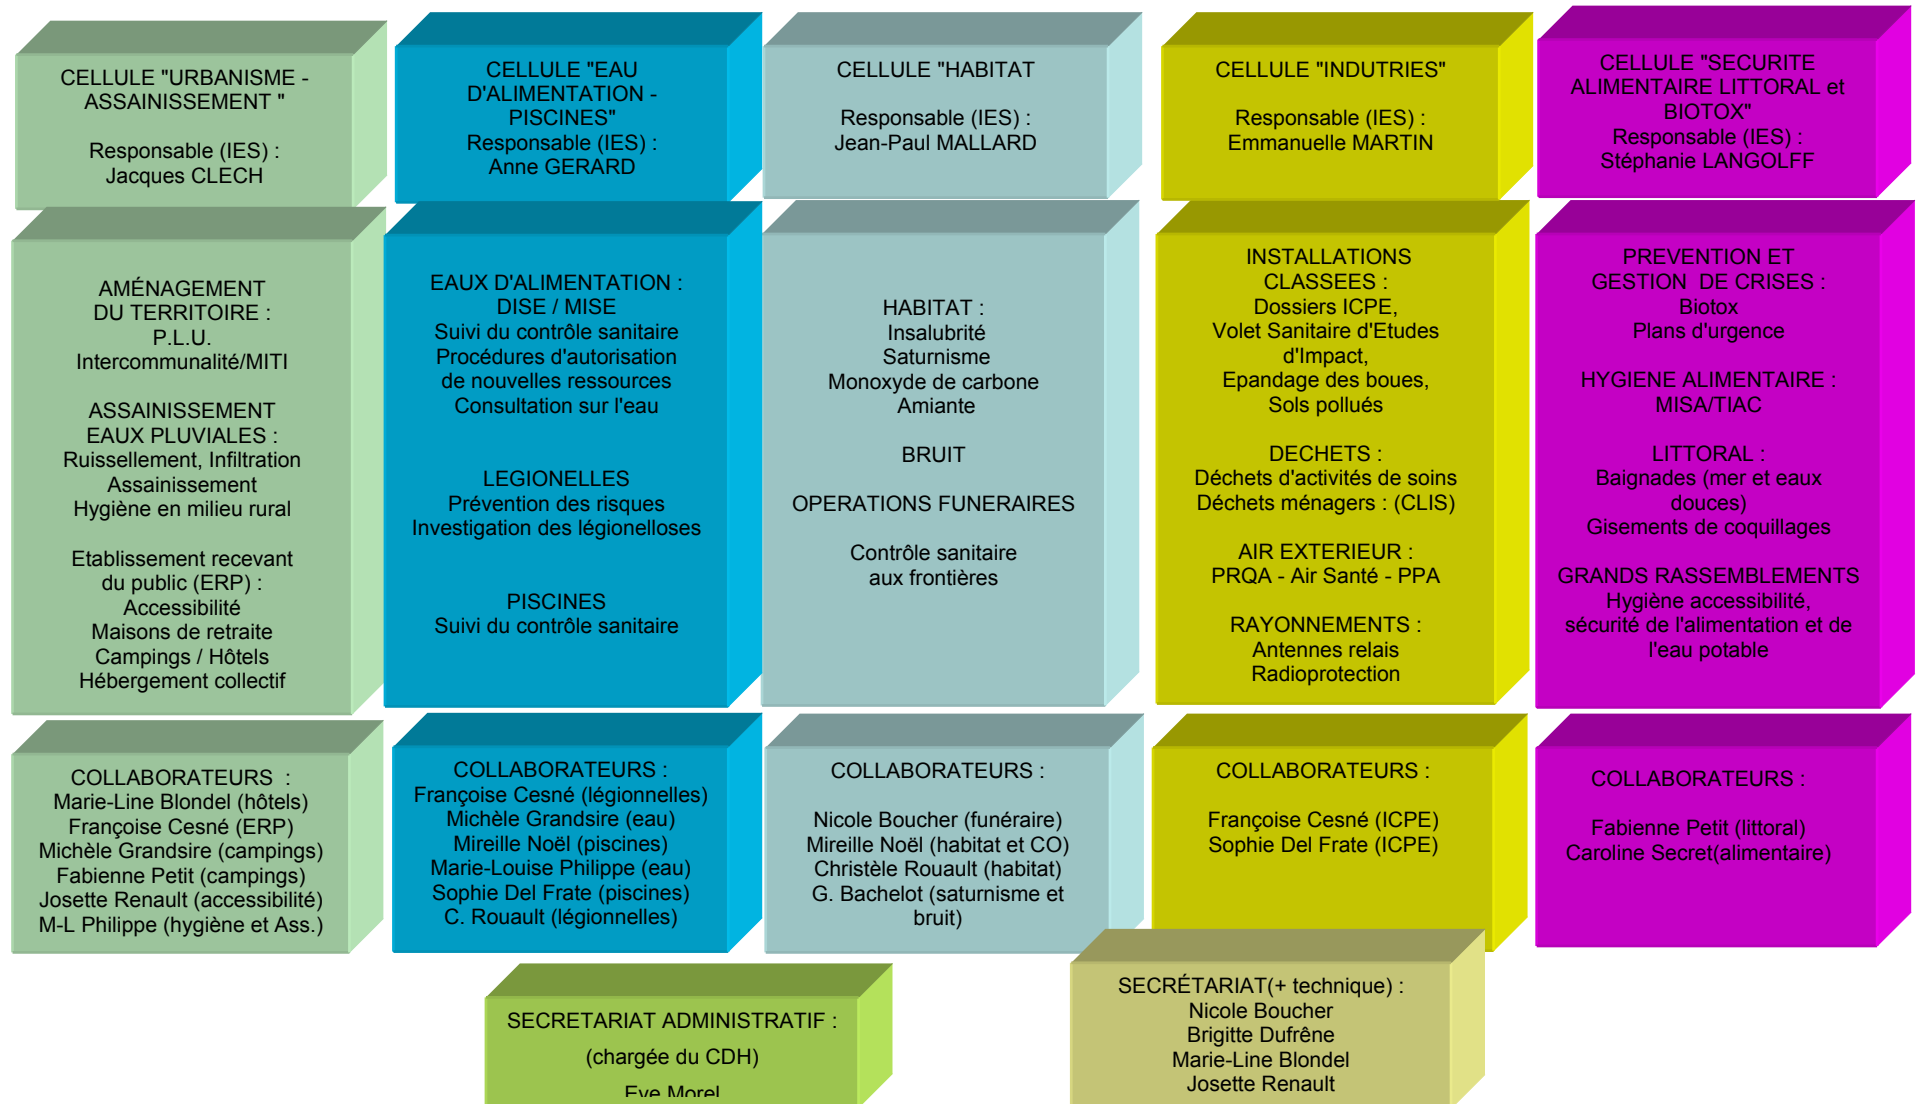 CELLULE "URBANISME -
ASSAINISSEMENT "
Responsable (IES) :
Jacques CLECH
CELLULE "EAU
D'ALIMENTATION -
PISCINES"
Responsable (IES) :
Anne GERARD
CELLULE "HABITAT
Responsable (IES) :
Jean-Paul MALLARD
CELLULE "INDUTRIES"
Responsable (IES) :
Emmanuelle MARTIN
CELLULE "SECURITE
ALIMENTAIRE LITTORAL et
BIOTOX"
Responsable (IES) :
Stéphanie LANGOLFF
AMÉNAGEMENT
DU TERRITOIRE :
P.L.U.
Intercommunalité/MITI
ASSAINISSEMENT
EAUX PLUVIALES :
Ruissellement, Infiltration
Assainissement
Hygiène en milieu rural
Etablissement recevant
du public (ERP) :
Accessibilité
Maisons de retraite
Campings / Hôtels
Hébergement collectif
EAUX D'ALIMENTATION :
DISE / MISE
Suivi du contrôle sanitaire
Procédures d'autorisation
de nouvelles ressources
Consultation sur l'eau
LEGIONELLES
Prévention des risques
Investigation des légionelloses
PISCINES
Suivi du contrôle sanitaire
HABITAT :
Insalubrité
Saturnisme
Monoxyde de carbone
Amiante
BRUIT
OPERATIONS FUNERAIRES
Contrôle sanitaire
aux frontières
INSTALLATIONS
CLASSEES :
Dossiers ICPE,
Volet Sanitaire d'Etudes
d'Impact,
Epandage des boues,
Sols pollués
DECHETS :
Déchets d'activités de soins
Déchets ménagers : (CLIS)
AIR EXTERIEUR :
PRQA - Air Santé - PPA
RAYONNEMENTS :
Antennes relais
Radioprotection
PREVENTION ET
GESTION  DE CRISES :
Biotox
Plans d'urgence
HYGIENE ALIMENTAIRE :
MISA/TIAC
LITTORAL :
Baignades (mer et eaux
douces)
Gisements de coquillages
GRANDS RASSEMBLEMENTS
Hygiène accessibilité,
sécurité de l'alimentation et de
l'eau potable
COLLABORATEURS  :
Marie-Line Blondel (hôtels)
Françoise Cesné (ERP)
Michèle Grandsire (campings)
Fabienne Petit (campings)
Josette Renault (accessibilité)
M-L Philippe (hygiène et Ass.)
COLLABORATEURS :
Françoise Cesné (légionnelles)
Michèle Grandsire (eau)
Mireille Noël (piscines)
Marie-Louise Philippe (eau)
Sophie Del Frate (piscines)
C. Rouault (légionnelles)
COLLABORATEURS :
Nicole Boucher (funéraire)
Mireille Noël (habitat et CO)
Christèle Rouault (habitat)
G. Bachelot (saturnisme et
bruit)
COLLABORATEURS :
Françoise Cesné (ICPE)
Sophie Del Frate (ICPE)
COLLABORATEURS :
Fabienne Petit (littoral)
Caroline Secret(alimentaire)
SECRETARIAT ADMINISTRATIF :
(chargée du CDH)
Eve Morel
SECRÉTARIAT(+ technique) :
Nicole Boucher
Brigitte Dufrêne
Marie-Line Blondel
Josette Renault